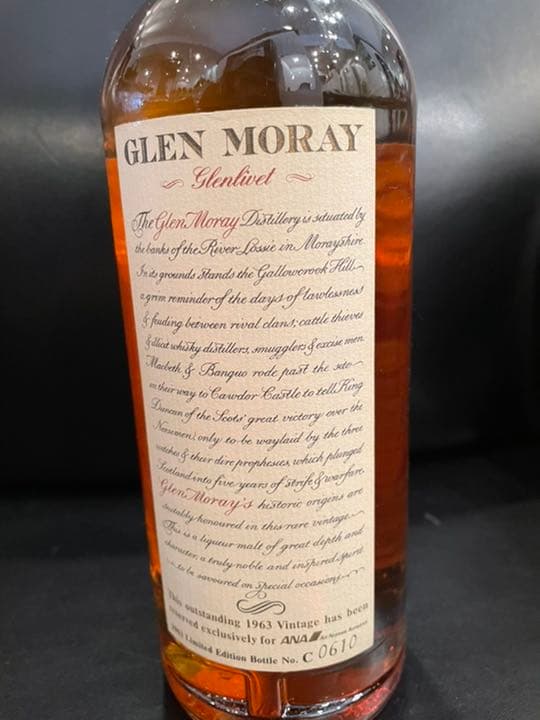 GLEN MORAY
Glenlivet
The Glen Moray Distillery is situated by
the banks of the River Lossie in Morayshire
In its grounds stands the Gallowcrook Hill
a grim reminder of the days of lawlessness
& feuding between rival clans; cattle thieves
& illicit whisky distillers, smugglers & excise men
Macbeth & Banquo rode past the site
on their way to Cawdor Castle to tell King
Duncan of the Scots' great victory over the
Norsemen; only to be waylaid by the three
witches & their dire prophesies, which plunged
Scotland into five years of strife & warfare.
Glen Moray's historic origins are
suitably honoured in this rare vintage.
This is a liqueur malt of great depth and
character, a truly noble and inspired spirit
to be savoured on special occasions
This outstanding 1963 Vintage has been
reserved exclusively for ANA All Nippon Airways
Limited Edition Bottle No. C 0610